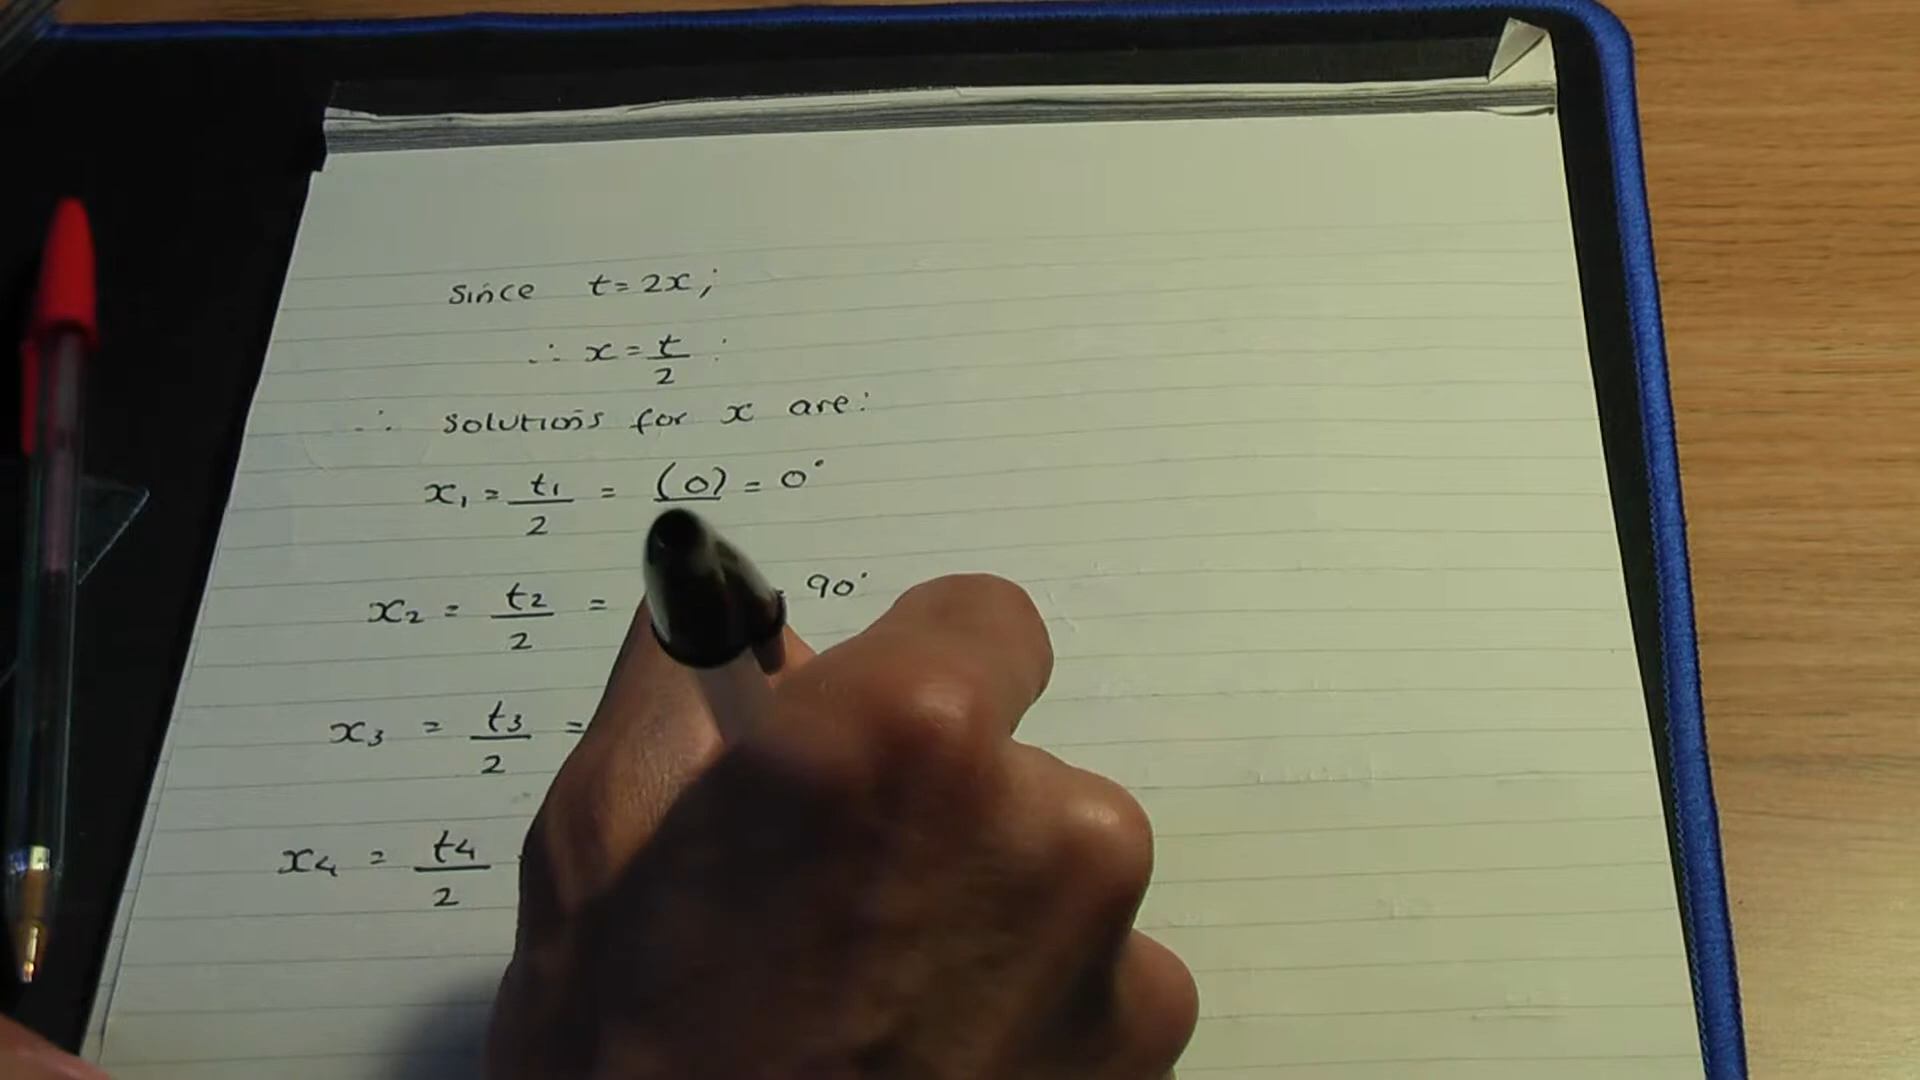 Since t = 2x;
∴ x = t/2 :
∴ Solutions for x are:
x₁ = t₁/2 = (0) = 0°
x₂ = t₂/2 = 90°
x₃ = t₃/2 =
x₄ = t₄/2